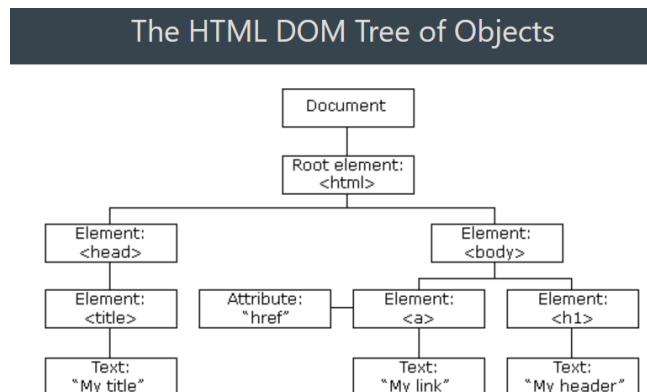 The HTML DOM Tree of Objects
Document
Root element:
<html>
Element:
<head>
Element:
<body>
Element:
<title>
Attribute:
"href"
Element:
<a>
Element:
<h1>
Text:
"My title"
Text:
"My link"
Text:
"My header"